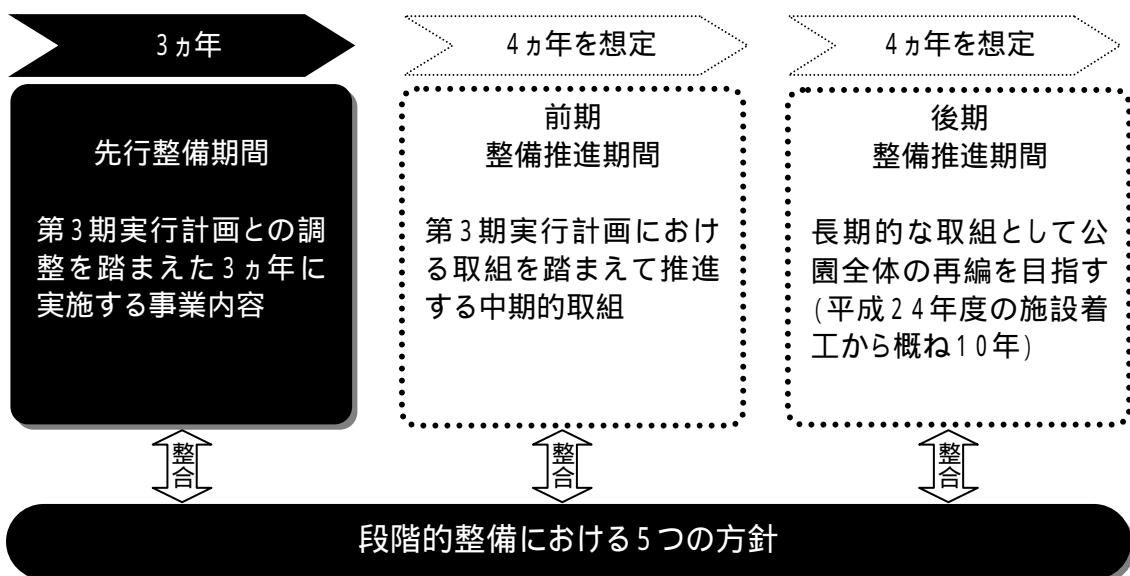 3ヵ年
先行整備期間
第3期実行計画との調
整を踏まえた3ヵ年に
実施する事業内容
4ヵ年を想定
前期
整備推進期間
第3期実行計画におけ
る取組を踏まえて推進
する中期的取組
4ヵ年を想定
後期
整備推進期間
長期的な取組として公
園全体の再編を目指す
(平成24年度の施設着
工から概ね10年)
整合
整合
整合
段階的整備における5つの方針